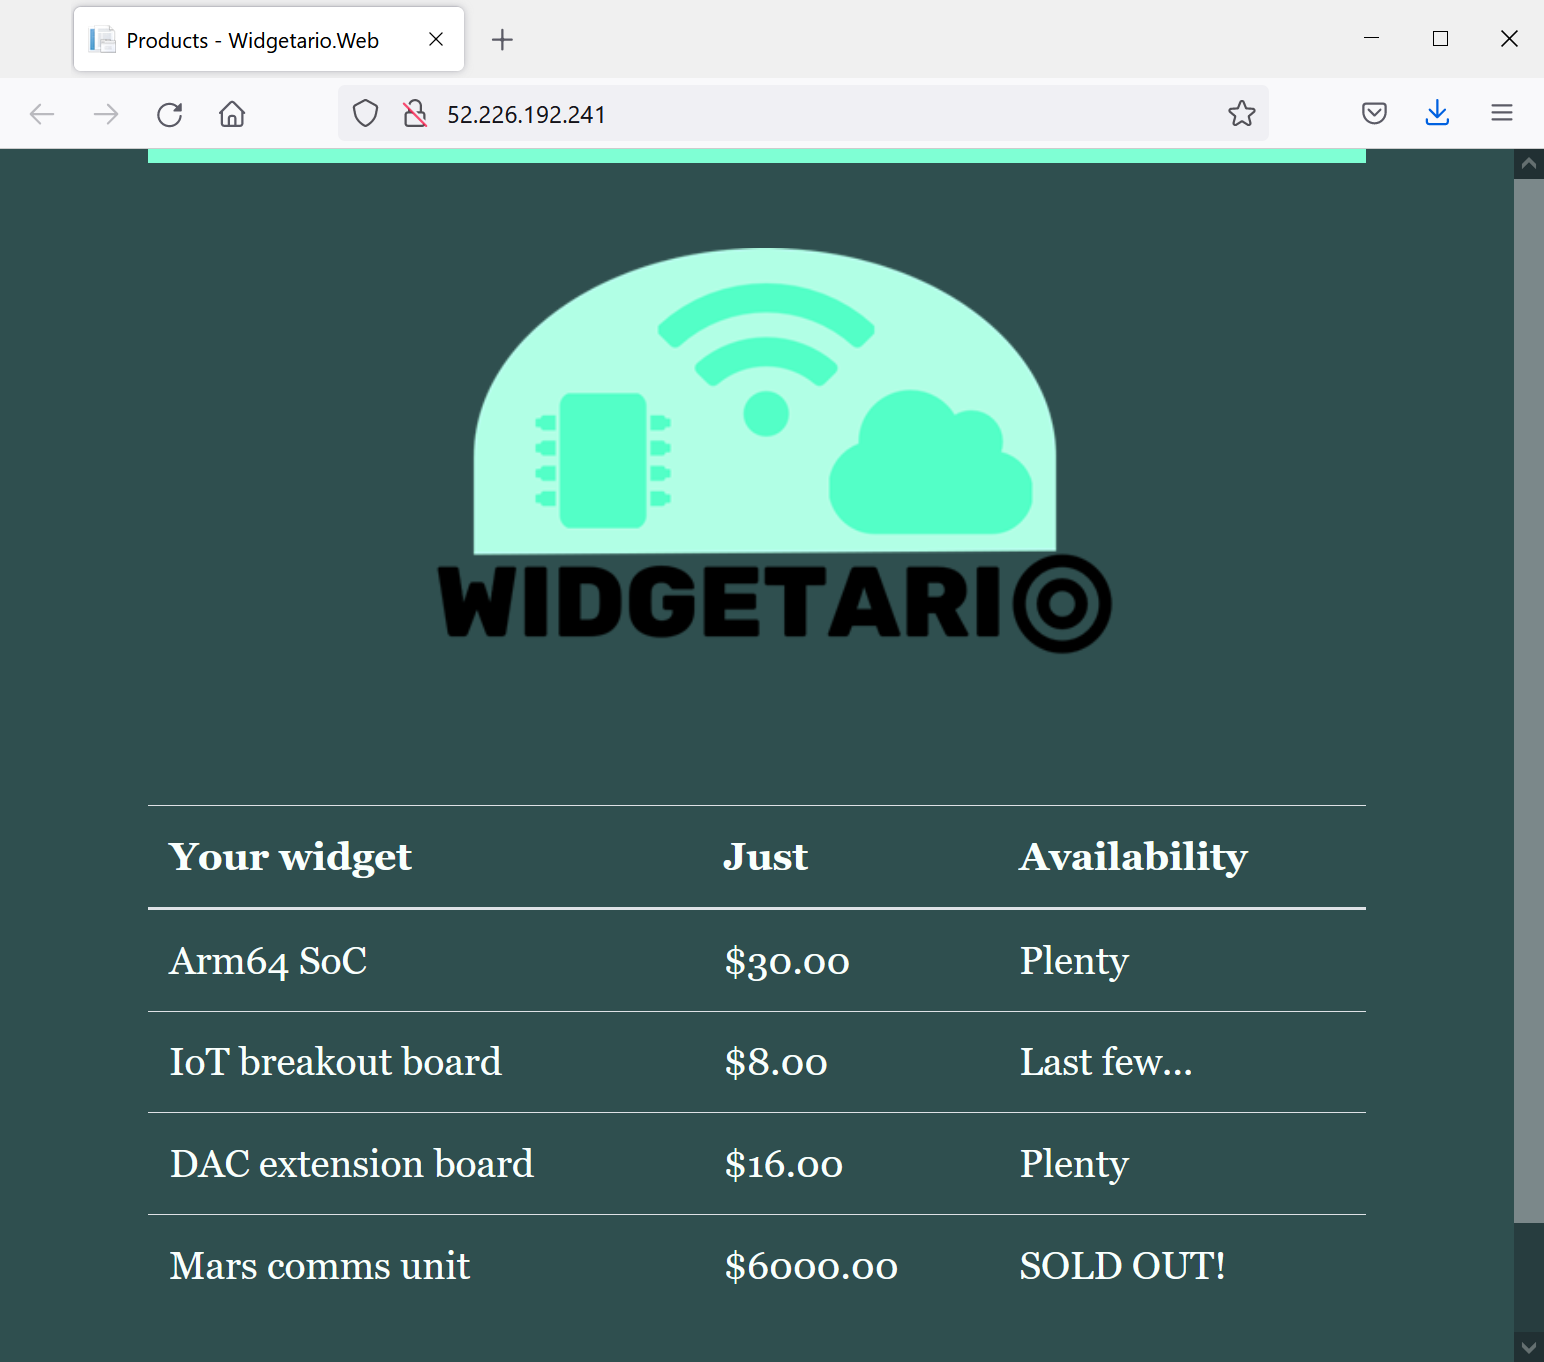 Products - Widgetario.Web
52.226.192.241
WIDGETARIO
Your widget Just Availability
Arm64 SoC $30.00 Plenty
IoT breakout board $8.00 Last few...
DAC extension board $16.00 Plenty
Mars comms unit $6000.00 SOLD OUT!